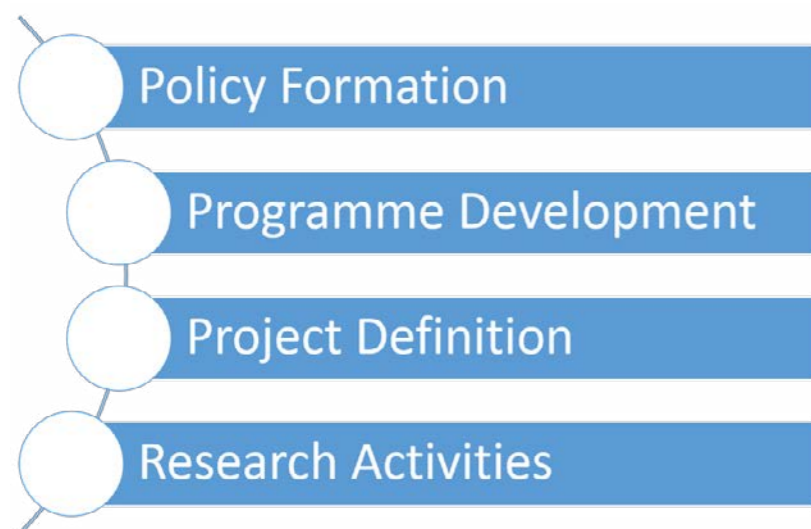 Policy Formation
Programme Development
Project Definition
Research Activities